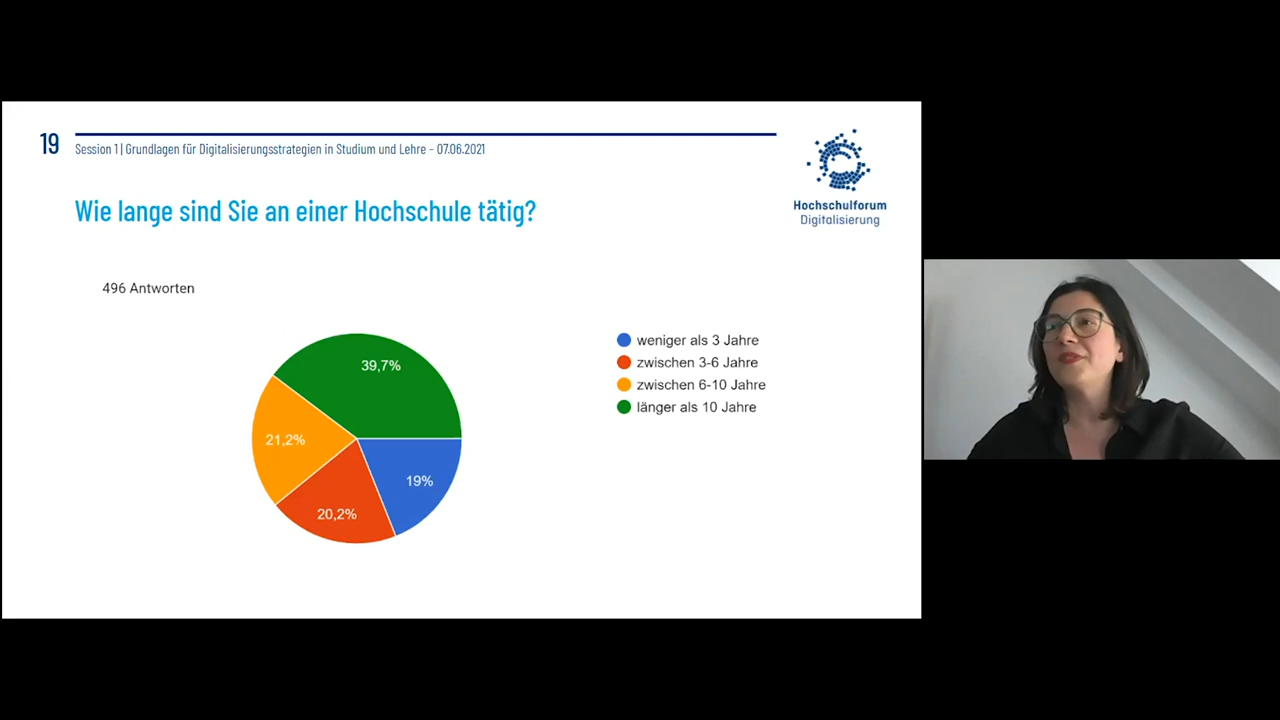 19
Session 1 | Grundlagen für Digitalisierungsstrategien in Studium und Lehre – 07.06.2021
Hochschulforum
Digitalisierung
Wie lange sind Sie an einer Hochschule tätig?
496 Antworten
39,7%
21,2%
20,2%
19%
weniger als 3 Jahre
zwischen 3-6 Jahre
zwischen 6-10 Jahre
länger als 10 Jahre